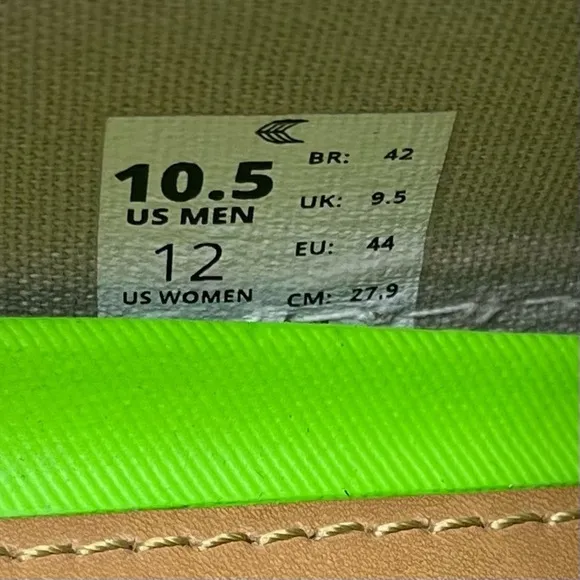 10.5
US MEN
12
US WOMEN
BR: 42
UK: 9.5
EU: 44
CM: 27.9